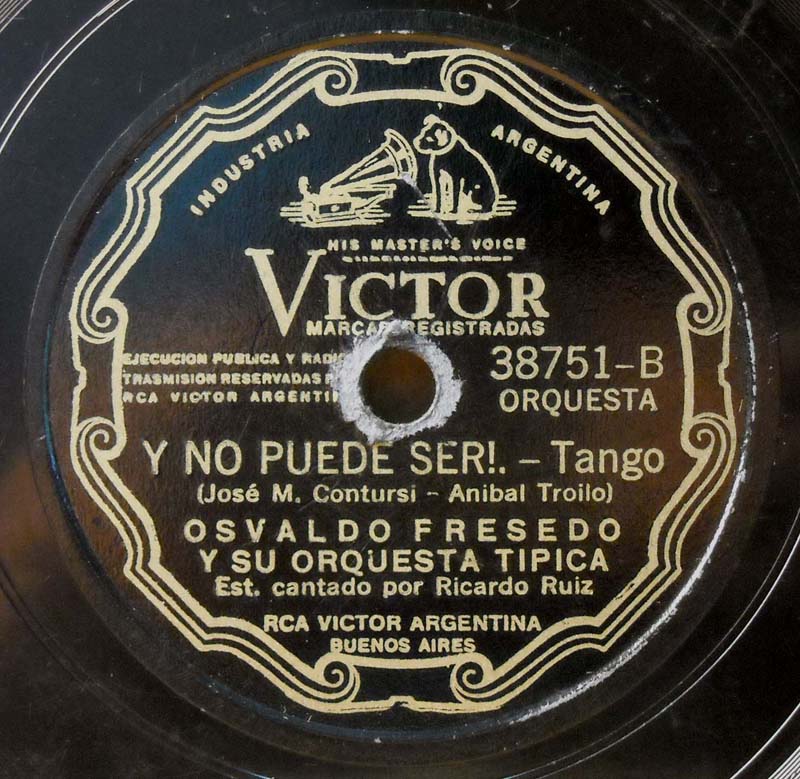 INDUSTRIA ARGENTINA
HIS MASTER'S VOICE
VICTOR
MARCAS REGISTRADAS
EJECUCION PUBLICA Y RADIO
TRASMISIÓN RESERVADAS
RCA VICTOR ARGENTIN
38751-B
ORQUESTA
Y NO PUEDE SER!. - Tango
(José M. Contursi - Anibal Troilo)
OSVALDO FRESEDO
Y SU ORQUESTA TIPICA
Est. cantado por Ricardo Ruiz
RCA VICTOR ARGENTINA
BUENOS AIRES